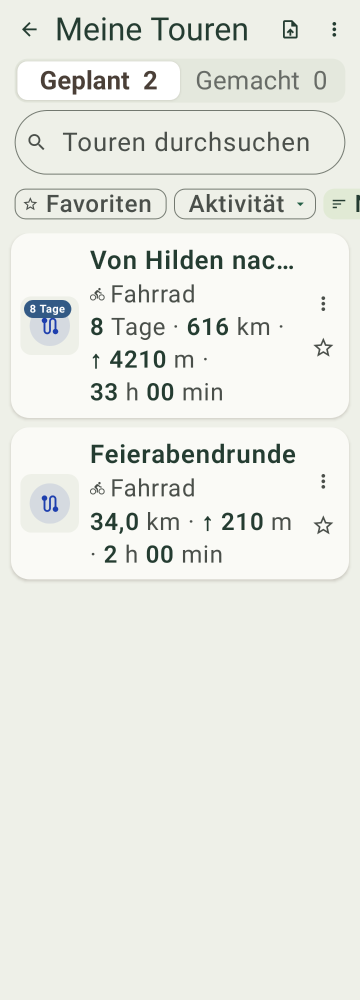 Meine Touren
Geplant 2 Gemacht 0
Touren durchsuchen
Favoriten Aktivität
Von Hilden nac…
8 Tage
Fahrrad
8 Tage · 616 km ·
↑ 4210 m ·
33 h 00 min
Feierabendrunde
Fahrrad
34,0 km · ↑ 210 m
· 2 h 00 min